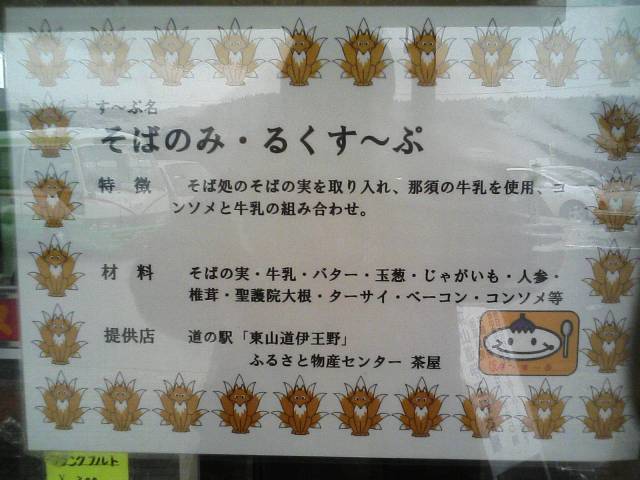 す〜ぷ名
そばのみ・るくす〜ぷ
特 徴 そば処のそばの実を取り入れ、那須の牛乳を使用、コ
ンソメと牛乳の組み合わせ。
材 料 そばの実・牛乳・バター・玉葱・じゃがいも・人参・
椎茸・聖護院大根・ターサイ・ベーコン・コンソメ等
提供店 道の駅「東山道伊王野」
ふるさと物産センター 茶屋